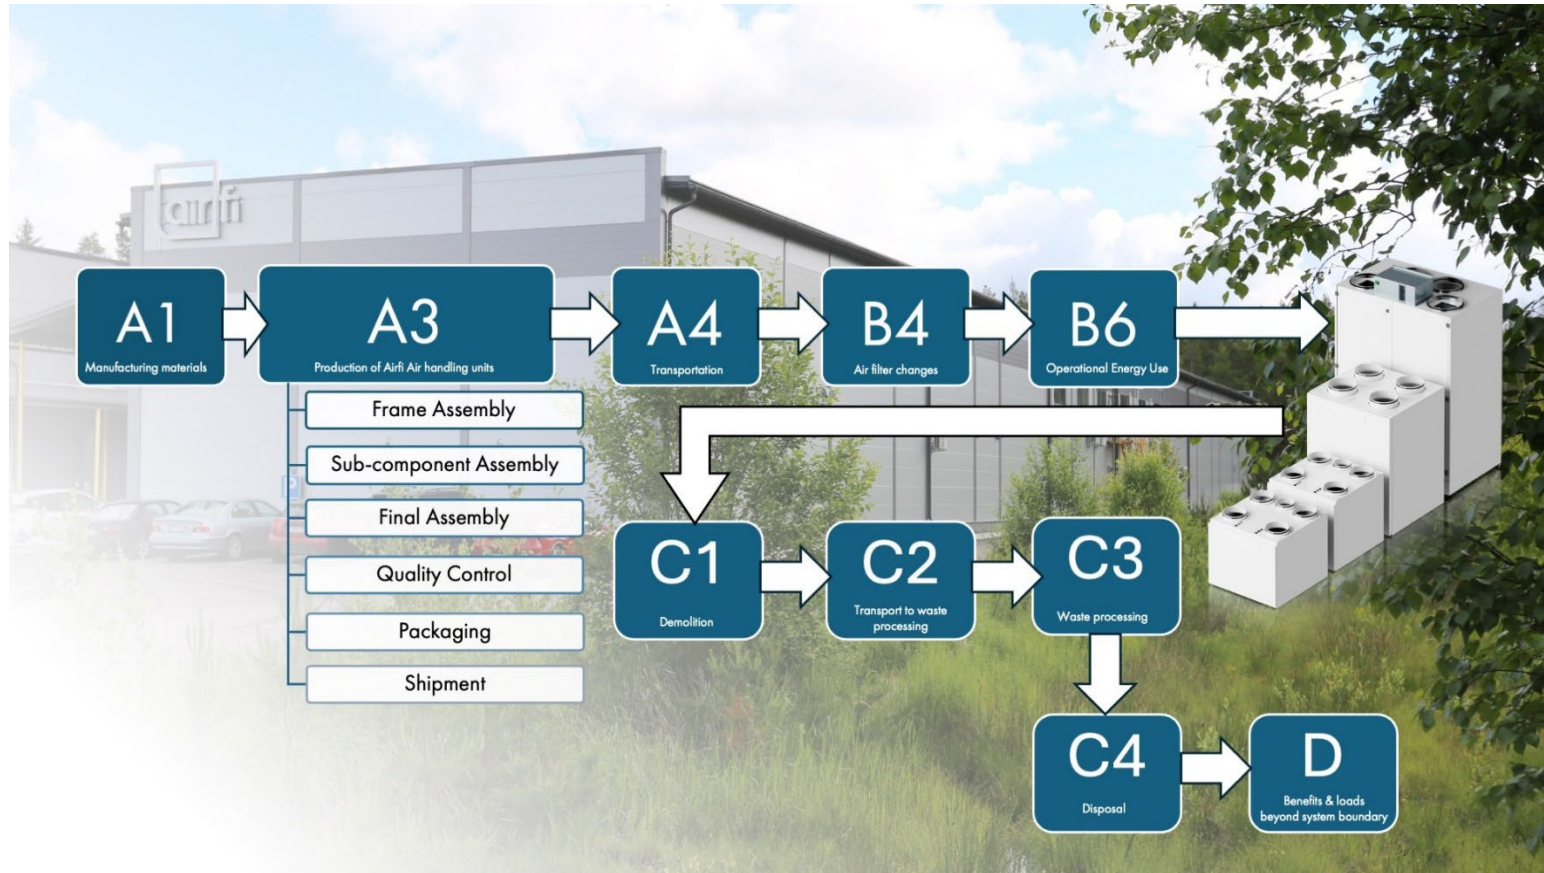 airfi
A1
Manufacturing materials
A3
Production of Airfi Air handling units
Frame Assembly
Sub-component Assembly
Final Assembly
Quality Control
Packaging
Shipment
A4
Transportation
B4
Air filter changes
B6
Operational Energy Use
C1
Demolition
C2
Transport to waste
processing
C3
Waste processing
C4
Disposal
D
Benefits & loads
beyond system boundary
P